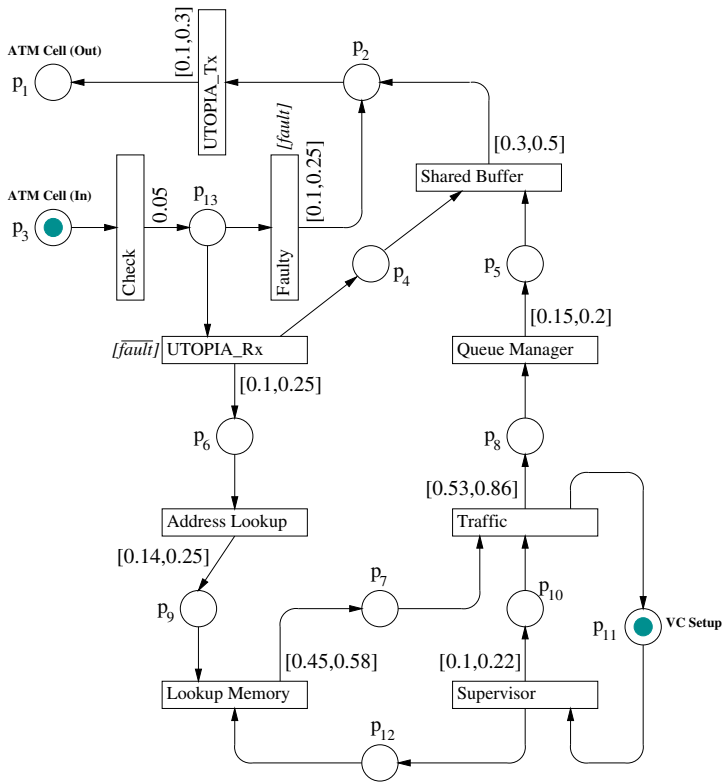 ATM Cell (Out)
p1
[0.1,0.3]
UTOPIA_Tx
p2
[fault]
[0.1,0.25]
[0.3,0.5]
Shared Buffer
ATM Cell (In)
p3
Check
0.05
p13
Faulty
p4
p5
[0.15,0.2]
[fault]
UTOPIA_Rx
Queue Manager
[0.1,0.25]
p6
p8
[0.53,0.86]
Address Lookup
Traffic
[0.14,0.25]
p7
p9
p10
p11
VC Setup
[0.45,0.58]
[0.1,0.22]
Lookup Memory
Supervisor
p12